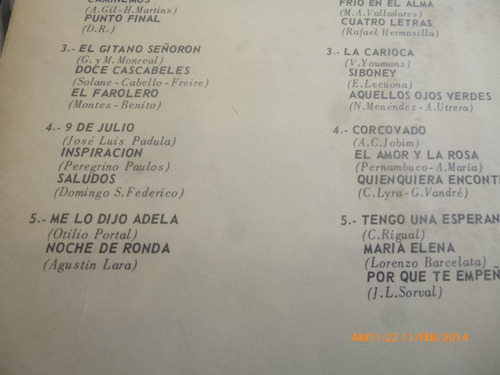 CAMINEMOS
(A.Gil-H.Martins)
PUNTO FINAL
(D.R.)
3.- EL GITANO SEÑORON
(G. y M. Monreal)
DOCE CASCABELES
(Solane-Cabello-Freire)
EL FAROLERO
(Montes-Benito)
4.- 9 DE JULIO
(José Luis Padula)
INSPIRACION
(Peregrino Paulos)
SALUDOS
(Domingo S. Federico)
5.- ME LO DIJO ADELA
(Otilio Portal)
NOCHE DE RONDA
(Agustín Lara)
FRIO EN EL ALMA
(M.A. Valladares)
CUATRO LETRAS
(Rafael Hermosilla)
3.- LA CARIOCA
(V. Youmans)
SIBONEY
(E. Lecuona)
AQUELLOS OJOS VERDES
(N. Menéndez-A. Utrera)
4.- CORCOVADO
(A.C. Jobim)
EL AMOR Y LA ROSA
(Pernambuco-A. María)
QUIEN QUIERA ENCONT
(C. Lyra-G. Vandré)
5.- TENGO UNA ESPERAN
(C. Rigual)
MARIA ELENA
(Lorenzo Barcelata)
POR QUE TE EMPEÑ
(J.L. Sorval)
AM11:22 11/FEB/2014